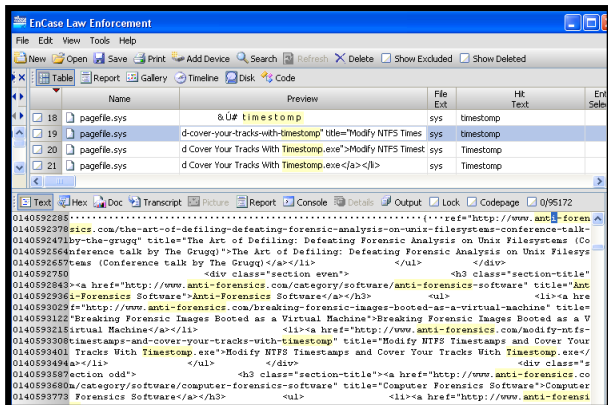 EnCase Law Enforcement
File Edit View Tools Help
New Open Save Print Add Device Search Refresh Delete Show Excluded Show Deleted
Table Report Gallery Timeline Disk Code
Name Preview File Ext Hit Text Ent Selec
18 pagefile.sys &Ü# timestomp sys timestomp
19 pagefile.sys d-cover-your-tracks-with-timestomp" title="Modify NTFS Times sys timestomp
20 pagefile.sys d Cover Your Tracks With Timestomp.exe">Modify NTFS Timest sys Timestomp
21 pagefile.sys d Cover Your Tracks With Timestomp.exe</a></li> sys Timestomp
Text Hex Doc Transcript Picture Report Console Details Output Lock Codepage 0/95172
0140592285 ref="http://www.anti-foren
0140592378sics.com/the-art-of-defiling-defeating-forensic-analysis-on-unix-filesystems-conference-talk-
0140592471by-the-grugq" title="The Art of Defiling: Defeating Forensic Analysis on Unix Filesystems (Co
0140592564nference talk by The Grugq)">The Art of Defiling: Defeating Forensic Analysis on Unix Filesys
0140592657tems (Conference talk by The Grugq)</a></li> </ul> </div>
0140592750 <div class="section even"> <h3 class="section-title"
0140592843><a href="http://www.anti-forensics.com/category/software/anti-forensics-software" title="Ant
0140592936i-Forensics Software">Anti-Forensics Software</a></h3> <ul> <li><a hre
0140593029f="http://www.anti-forensics.com/breaking-forensic-images-booted-as-a-virtual-machine" title=
0140593122"Breaking Forensic Images Booted as a Virtual Machine">Breaking Forensic Images Booted as a V
0140593215irtual Machine</a></li> <li><a href="http://www.anti-forensics.com/modify-ntfs-
0140593308timestamps-and-cover-your-tracks-with-timestomp" title="Modify NTFS Timestamps and Cover Your
0140593401 Tracks With Timestomp.exe">Modify NTFS Timestamps and Cover Your Tracks With Timestomp.exe</
0140593494a></li> </ul> </div> <div class="s
0140593587ection odd"> <h3 class="section-title"><a href="http://www.anti-forensics.co
0140593680m/category/software/computer-forensics-software" title="Computer Forensics Software">Computer
0140593773 Forensics Software</a></h3> <ul> <li><a href="http://www.anti-forensi